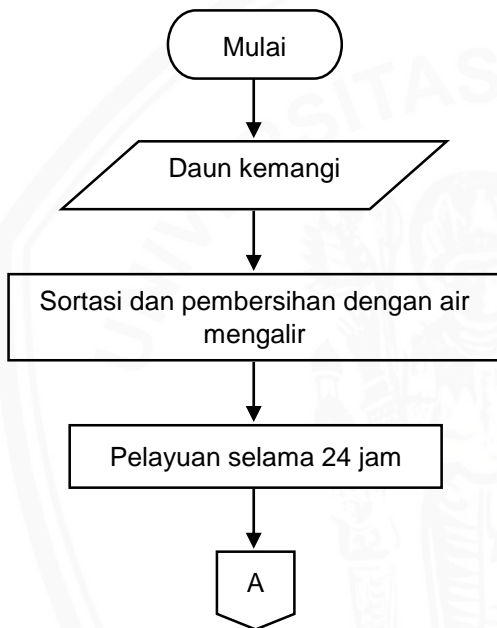 Mulai
Daun kemangi
Sortasi dan pembersihan dengan air
mengalir
Pelayuan selama 24 jam
A